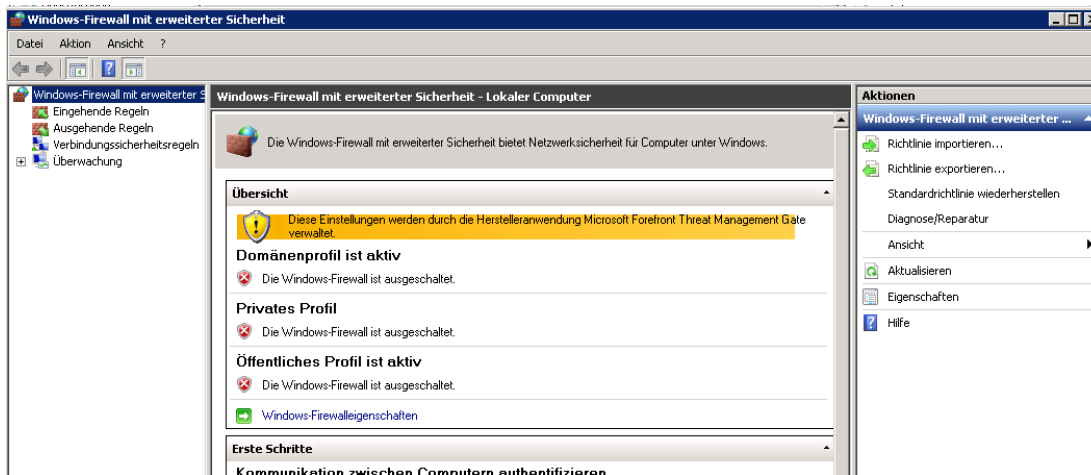 Windows-Firewall mit erweiterter Sicherheit
Datei Aktion Ansicht ?
Windows-Firewall mit erweiterter S
Eingehende Regeln
Ausgehende Regeln
Verbindungssicherheitsregeln
Überwachung
Windows-Firewall mit erweiterter Sicherheit - Lokaler Computer
Die Windows-Firewall mit erweiterter Sicherheit bietet Netzwerksicherheit für Computer unter Windows.
Übersicht
Diese Einstellungen werden durch die Herstelleranwendung Microsoft Forefront Threat Management Gate
verwaltet.
Domänenprofil ist aktiv
Die Windows-Firewall ist ausgeschaltet.
Privates Profil
Die Windows-Firewall ist ausgeschaltet.
Öffentliches Profil ist aktiv
Die Windows-Firewall ist ausgeschaltet.
Windows-Firewalleigenschaften
Erste Schritte
Kommunikation zwischen Computern authentifizieren
Aktionen
Windows-Firewall mit erweiterter ...
Richtlinie importieren...
Richtlinie exportieren...
Standardrichtlinie wiederherstellen
Diagnose/Reparatur
Ansicht
Aktualisieren
Eigenschaften
Hilfe